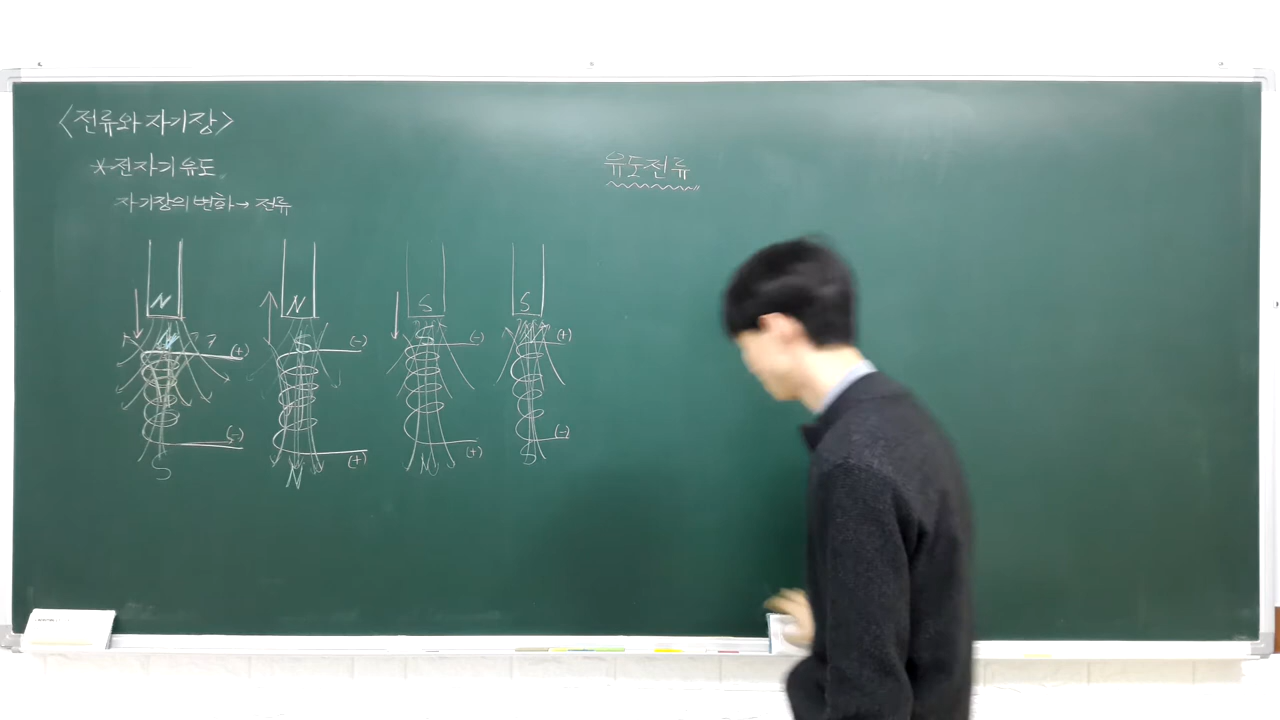 <전류와 자기장>
*전자기 유도
자기장의 변화→ 전류
유도전류
N N S S
N S S
(+) (-) (-) (+)
(-) (+) (+) (-)
S N N S